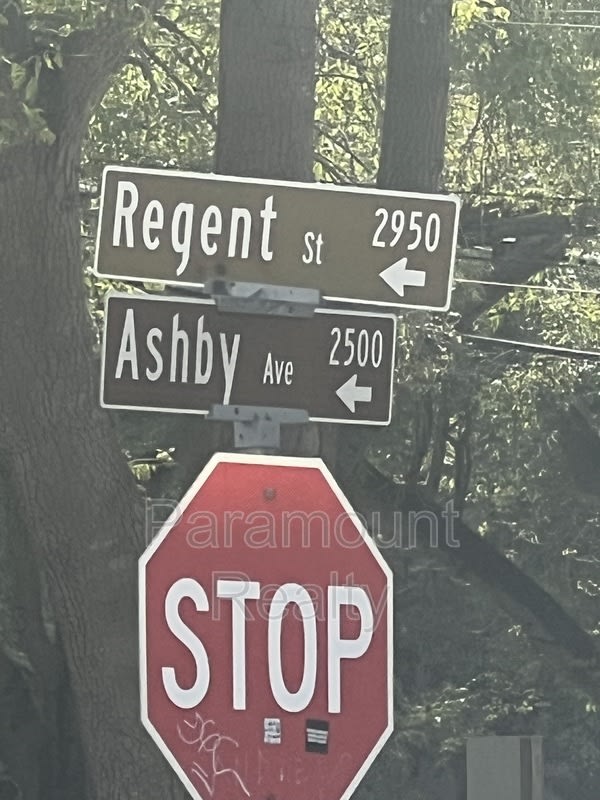 Regent St 2950
Ashby Ave 2500
Paramount
Realty
STOP